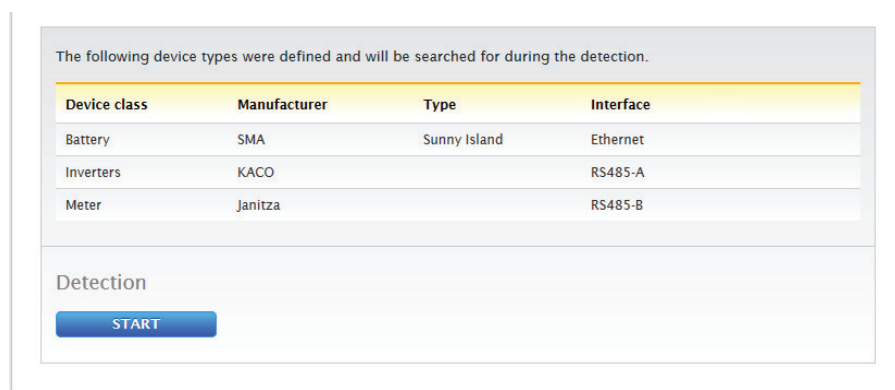 The following device types were defined and will be searched for during the detection.
Device class Manufacturer Type Interface
Battery SMA Sunny Island Ethernet
Inverters KACO RS485-A
Meter Janitza RS485-B
Detection
START